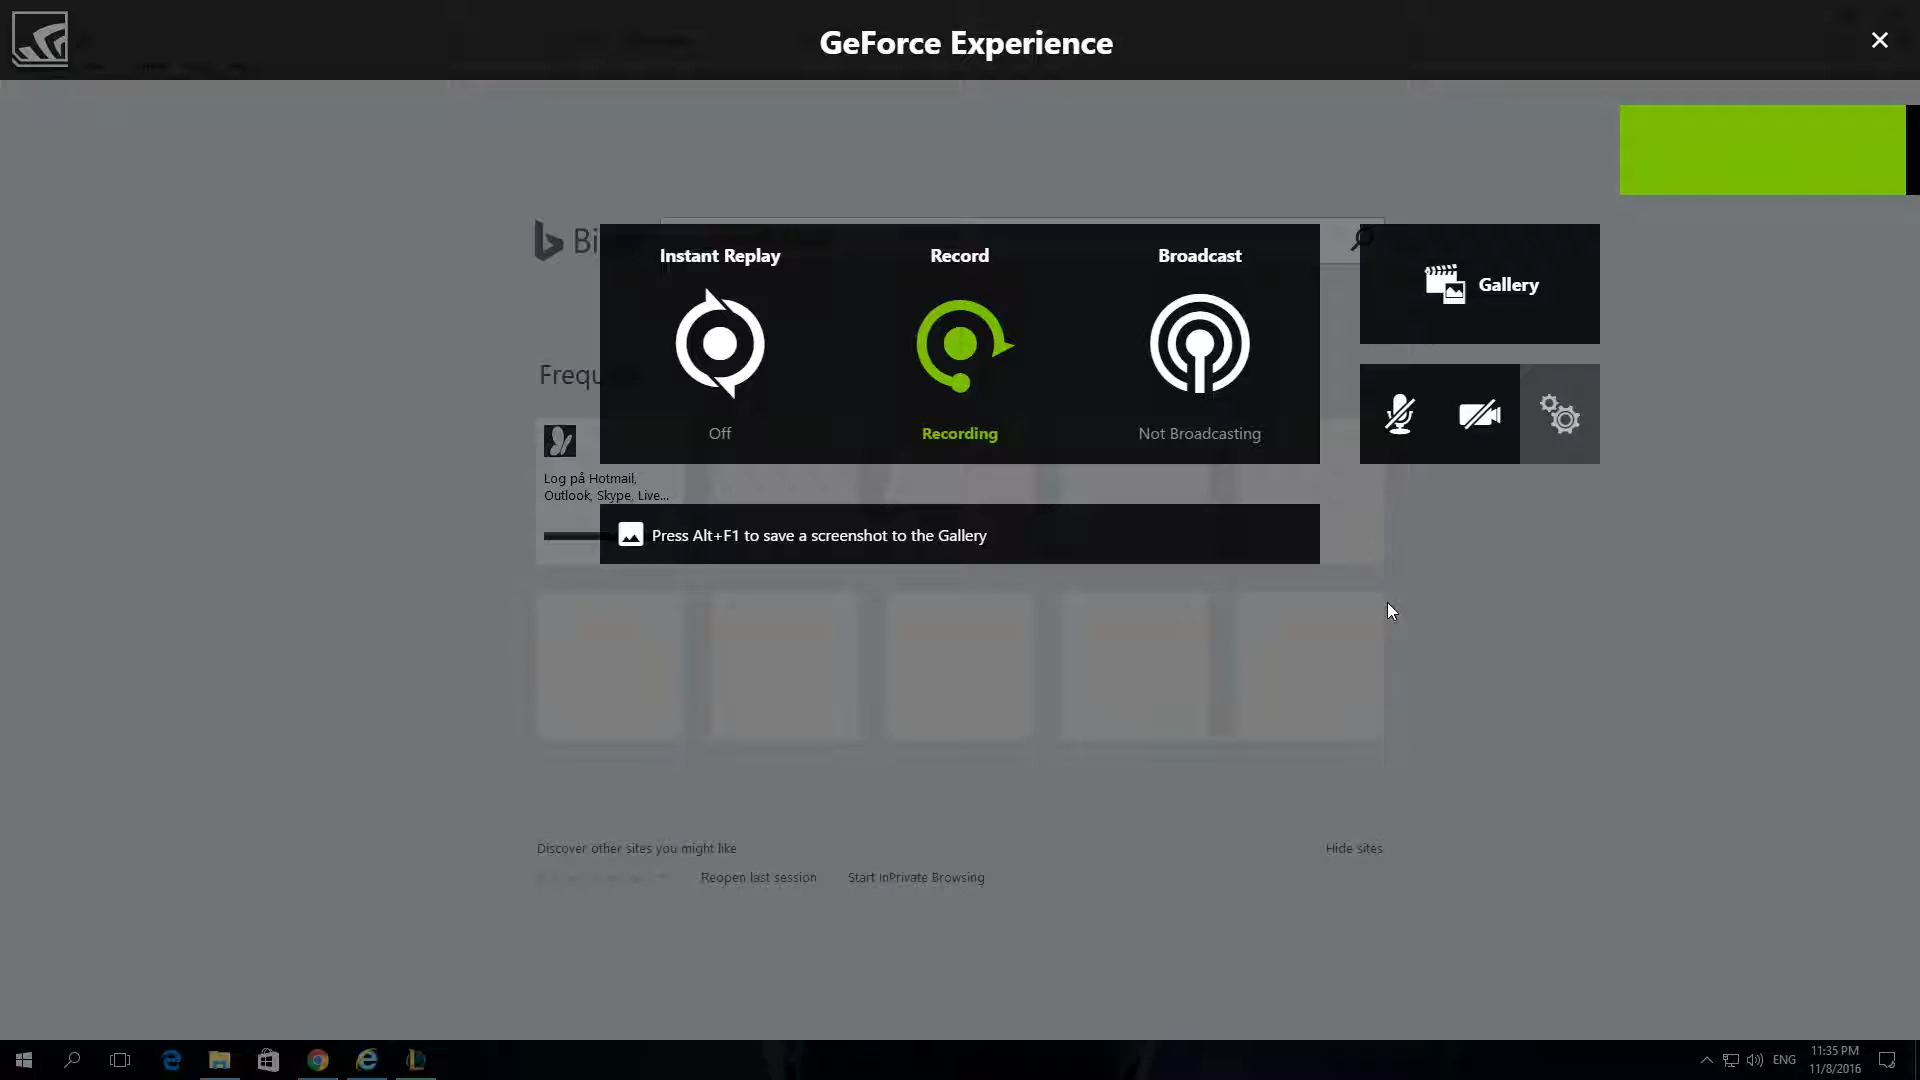 GeForce Experience
Instant Replay
Record
Broadcast
Gallery
Off
Recording
Not Broadcasting
Bi
Frequ
Log på Hotmail,
Outlook, Skype, Live...
Press Alt+F1 to save a screenshot to the Gallery
Discover other sites you might like
Hide sites
Reopen last session
Start InPrivate Browsing
ENG
11:35 PM
11/8/2016